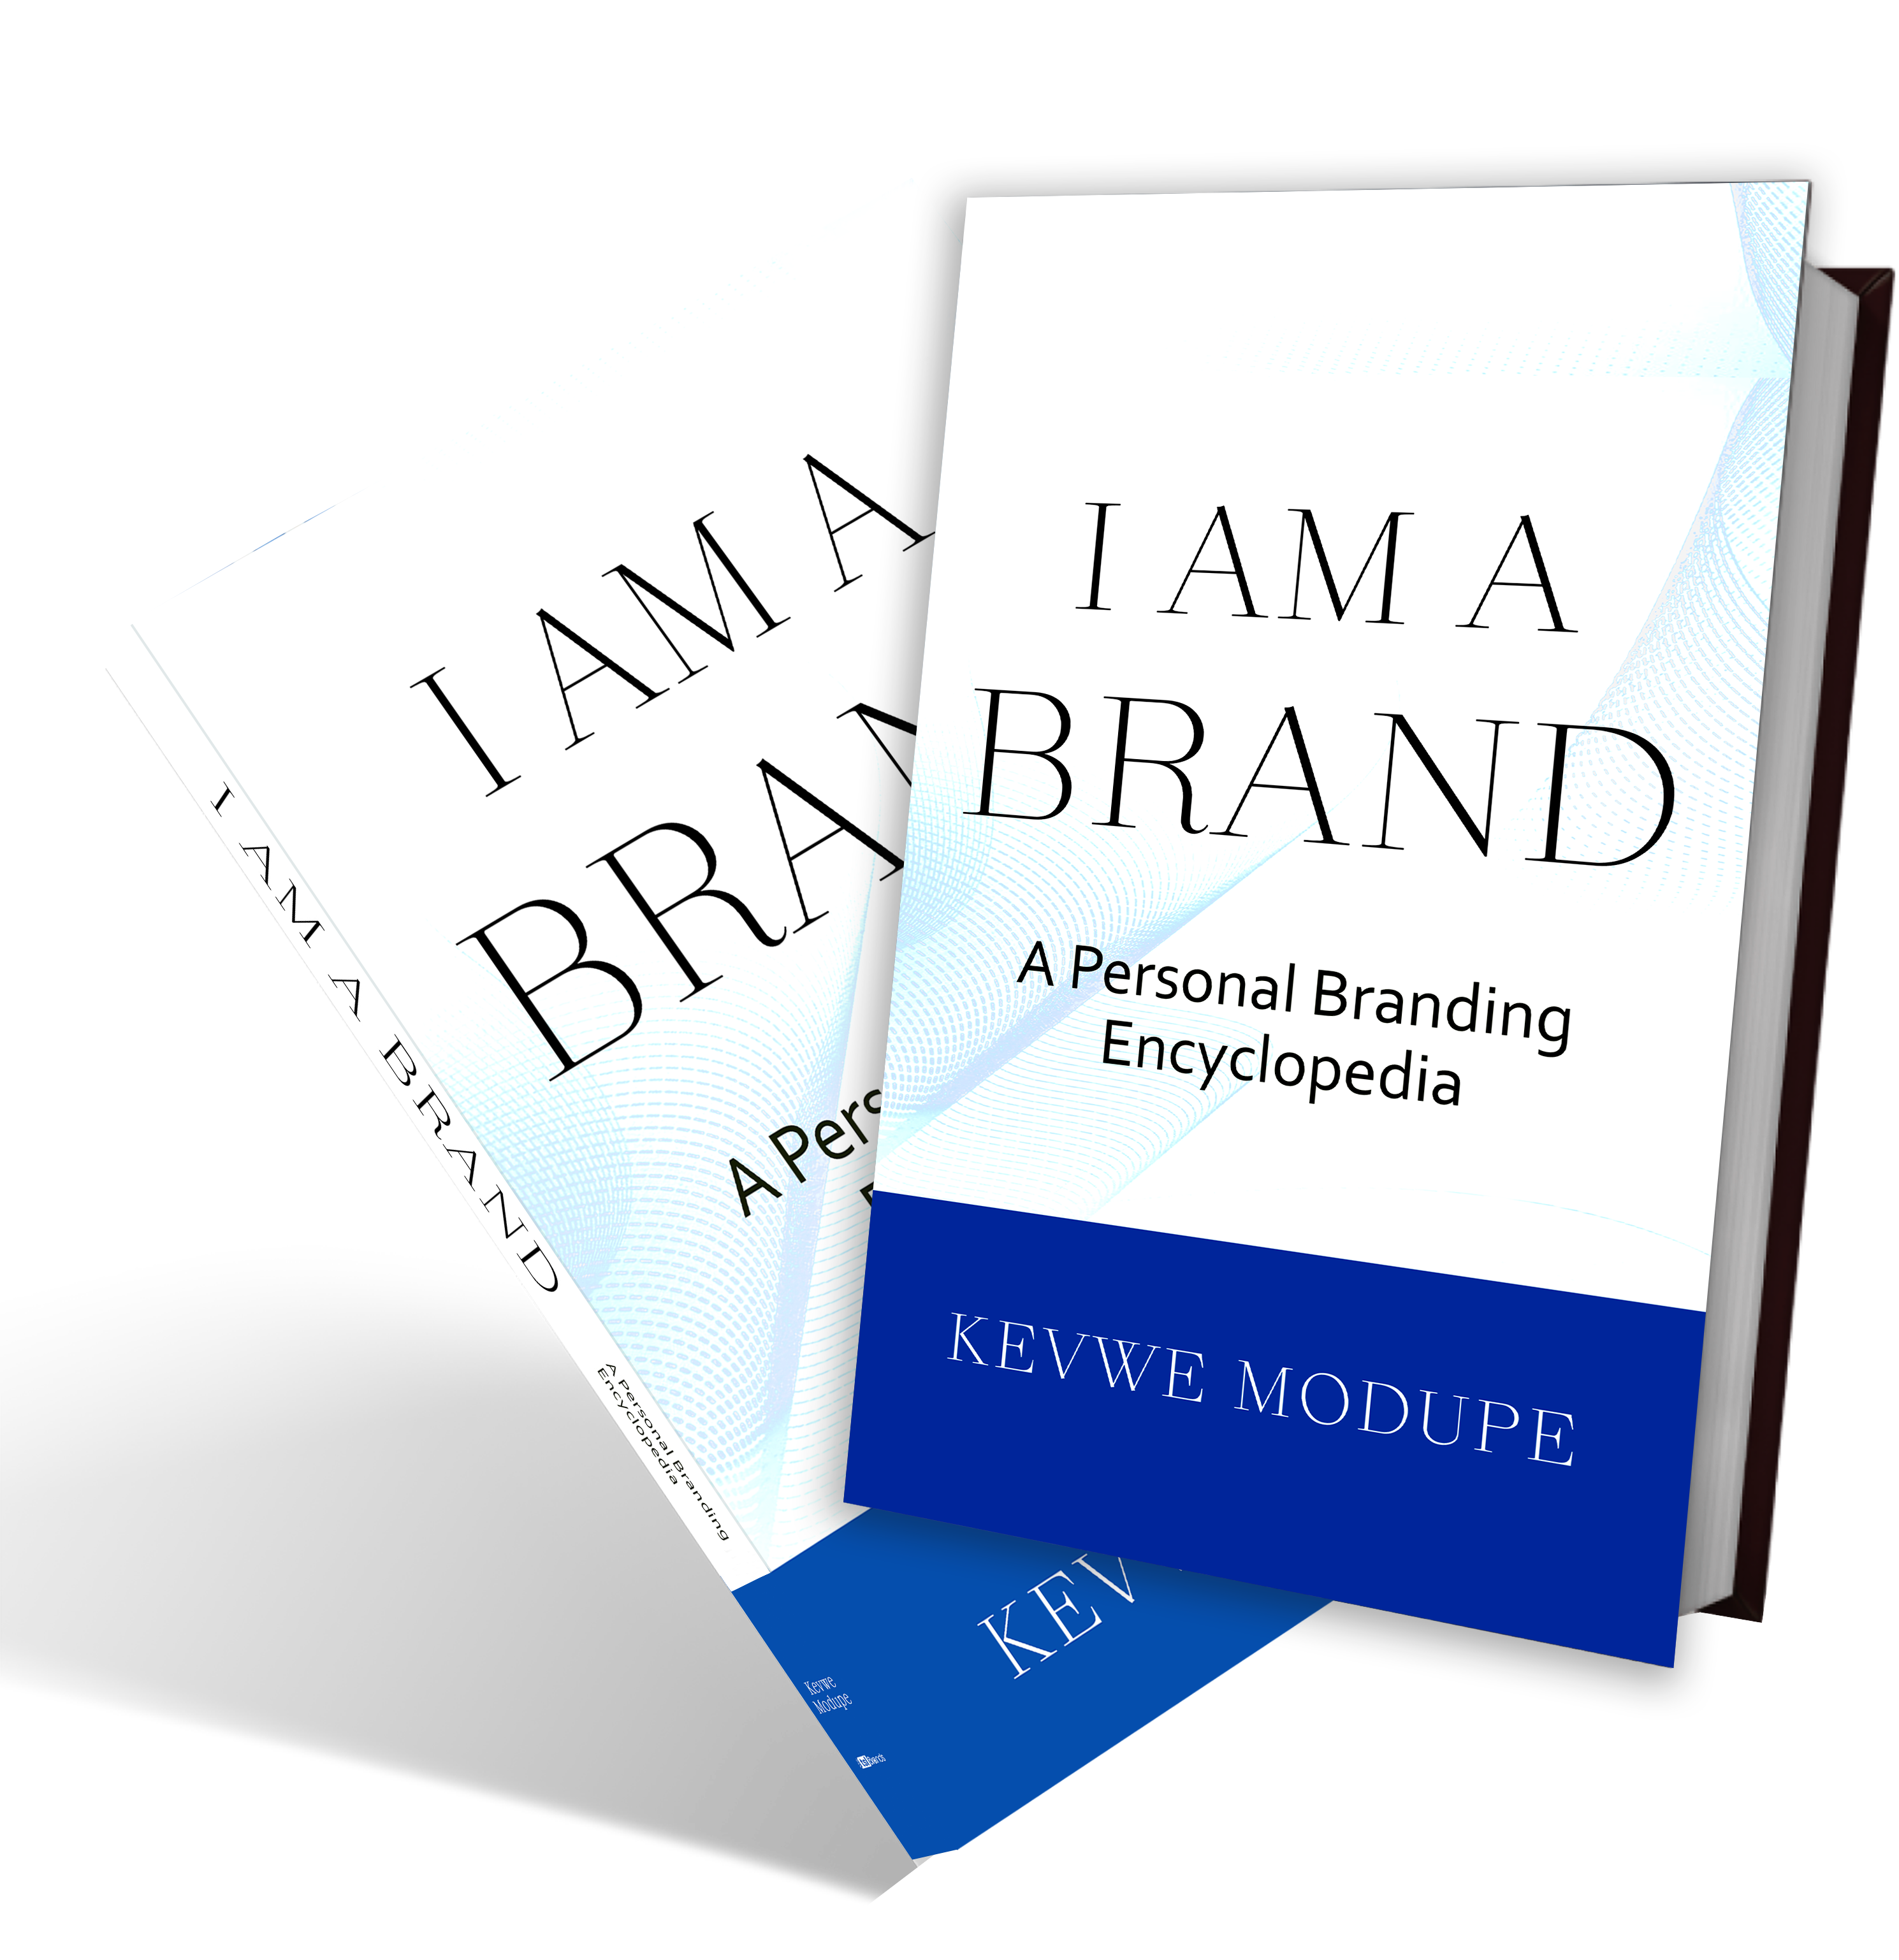 I AM A
BRAND
A Personal Branding
Encyclopedia
KEVWE MODUPE
I AM A
BRAN
A Pers
KEV
I AM A BRAND
A Personal Branding
Encyclopedia
Kevwe
Modupe